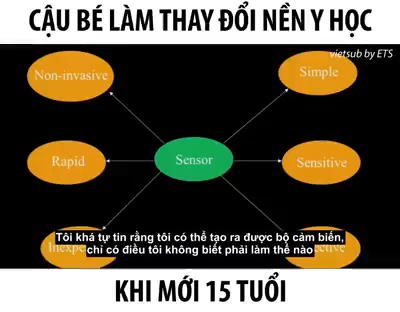 CẬU BÉ LÀM THAY ĐỔI NỀN Y HỌC
vietsub by ETS
Non-invasive
Simple
Rapid
Sensor
Sensitive
Tôi khá tự tin rằng tôi có thể tạo ra được bộ cảm biến,
chỉ có điều tôi không biết phải làm thế nào
KHI MỚI 15 TUỔI